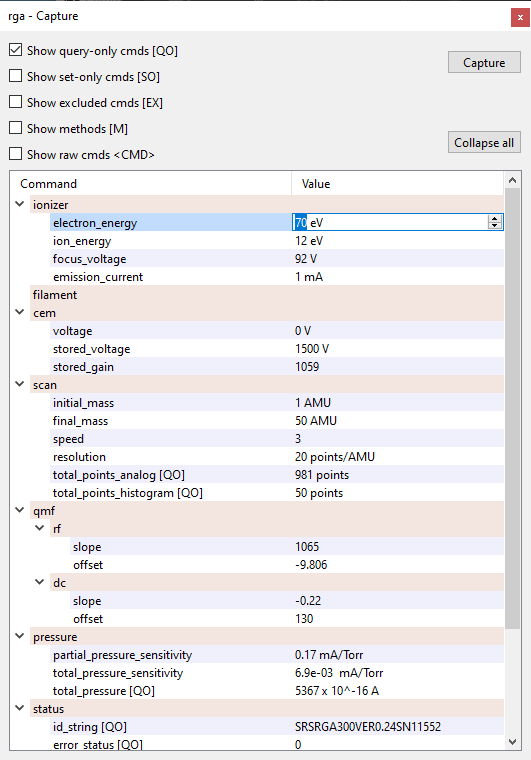 rga - Capture
Show query-only cmds [QO]
Capture
Show set-only cmds [SO]
Show excluded cmds [EX]
Show methods [M]
Collapse all
Show raw cmds <CMD>
Command Value
ionizer
electron_energy 70 eV
ion_energy 12 eV
focus_voltage 92 V
emission_current 1 mA
filament
cem
voltage 0 V
stored_voltage 1500 V
stored_gain 1059
scan
initial_mass 1 AMU
final_mass 50 AMU
speed 3
resolution 20 points/AMU
total_points_analog [QO] 981 points
total_points_histogram [QO] 50 points
qmf
rf
slope 1065
offset -9.806
dc
slope -0.22
offset 130
pressure
partial_pressure_sensitivity 0.17 mA/Torr
total_pressure_sensitivity 6.9e-03  mA/Torr
total_pressure [QO] 5367 x 10^-16 A
status
id_string [QO] SRSRGA300VER0.24SN11552
error_status [QO] 0